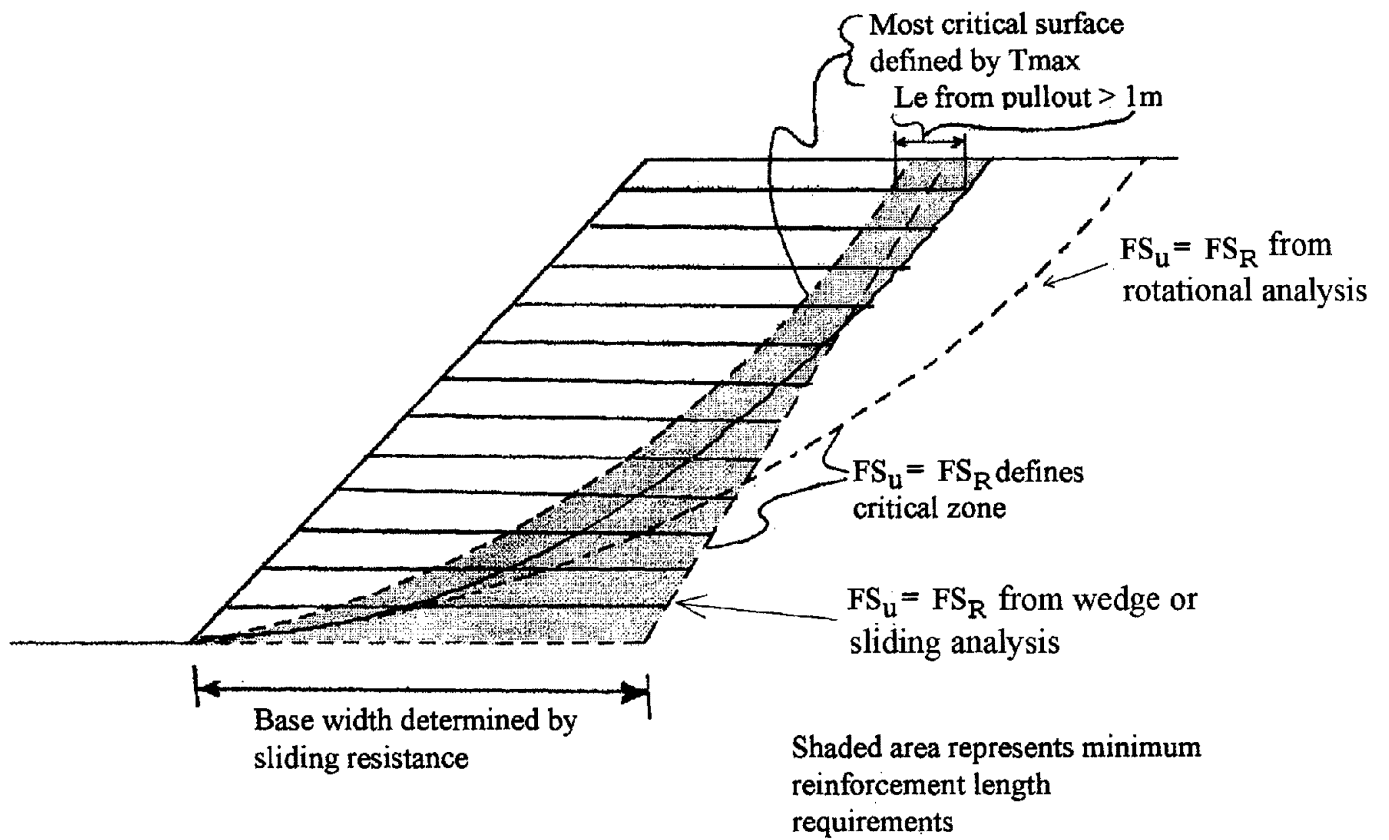 Most critical surface
defined by Tmax
Le from pullout > 1m
FSu = FSR from
rotational analysis
FSu = FSR defines
critical zone
FSu = FSR from wedge or
sliding analysis
Base width determined by
sliding resistance
Shaded area represents minimum
reinforcement length
requirements